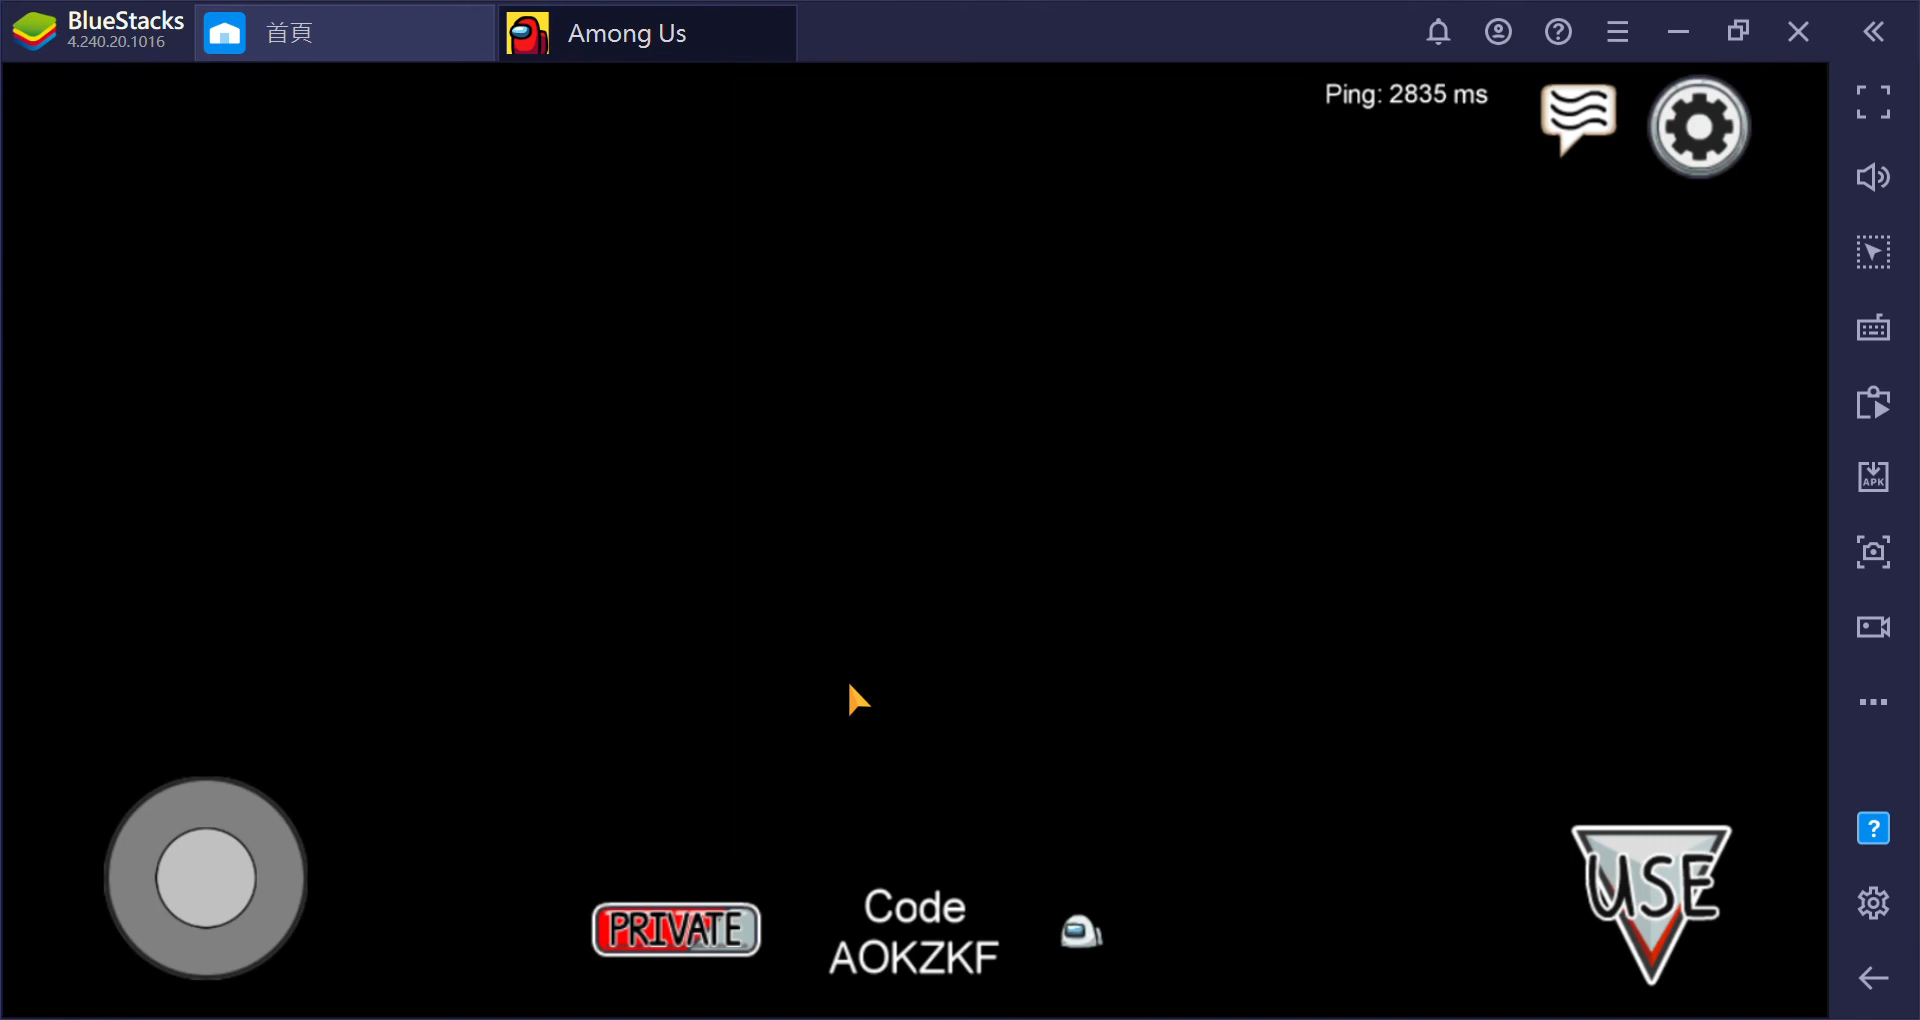 BlueStacks
4.240.20.1016
首頁
Among Us
Ping: 2835 ms
APK
?
PRIVATE
Code
AOKZKF
USE